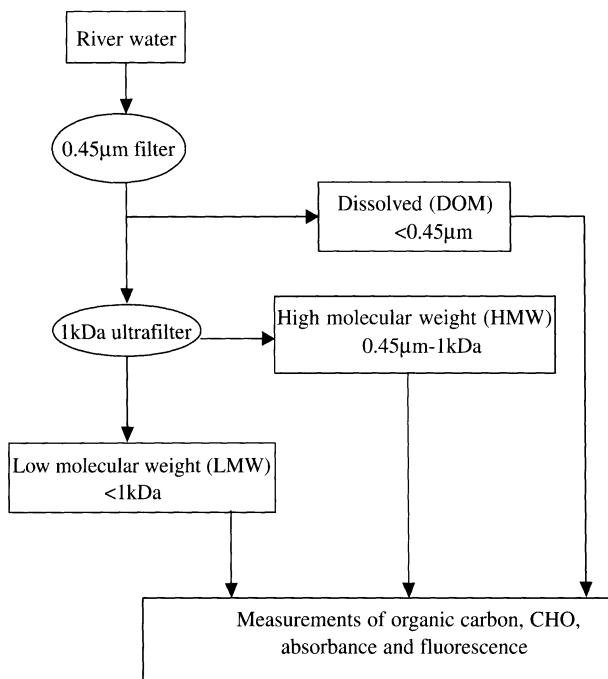 River water
0.45µm filter
Dissolved (DOM)
<0.45µm
1kDa ultrafilter
High molecular weight (HMW)
0.45µm-1kDa
Low molecular weight (LMW)
<1kDa
Measurements of organic carbon, CHO,
absorbance and fluorescence